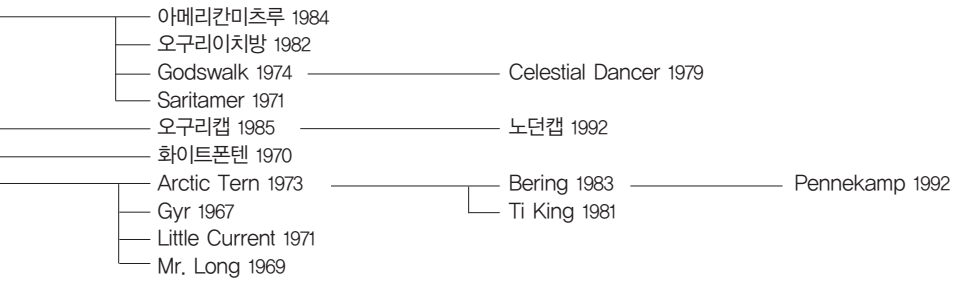 아메리칸미츠루 1984
오구리이치방 1982
Godswalk 1974 Celestial Dancer 1979
Saritamer 1971
오구리캡 1985 노던캡 1992
화이트폰텐 1970
Arctic Tern 1973 Bering 1983 Pennekamp 1992
Gyr 1967 Ti King 1981
Little Current 1971
Mr. Long 1969